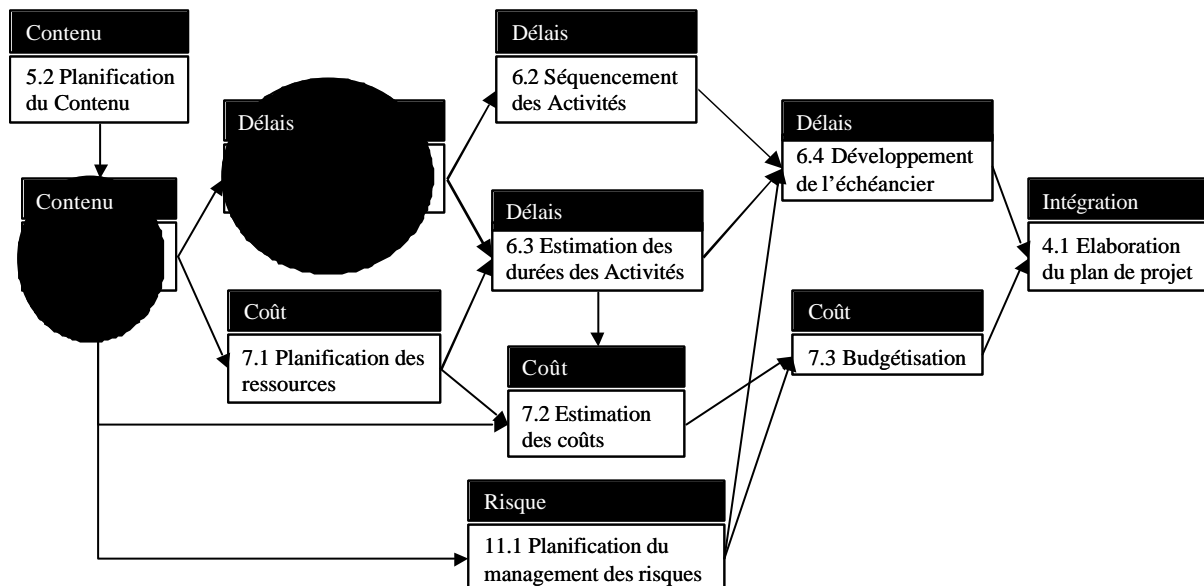 Contenu
5.2 Planification
du Contenu
Contenu
Délais
Délais
6.2 Séquencement
des Activités
Délais
6.3 Estimation des
durées des Activités
Coût
7.1 Planification des
ressources
Coût
7.2 Estimation
des coûts
Risque
11.1 Planification du
management des risques
Délais
6.4 Développement
de l’échéancier
Coût
7.3 Budgétisation
Intégration
4.1 Elaboration
du plan de projet